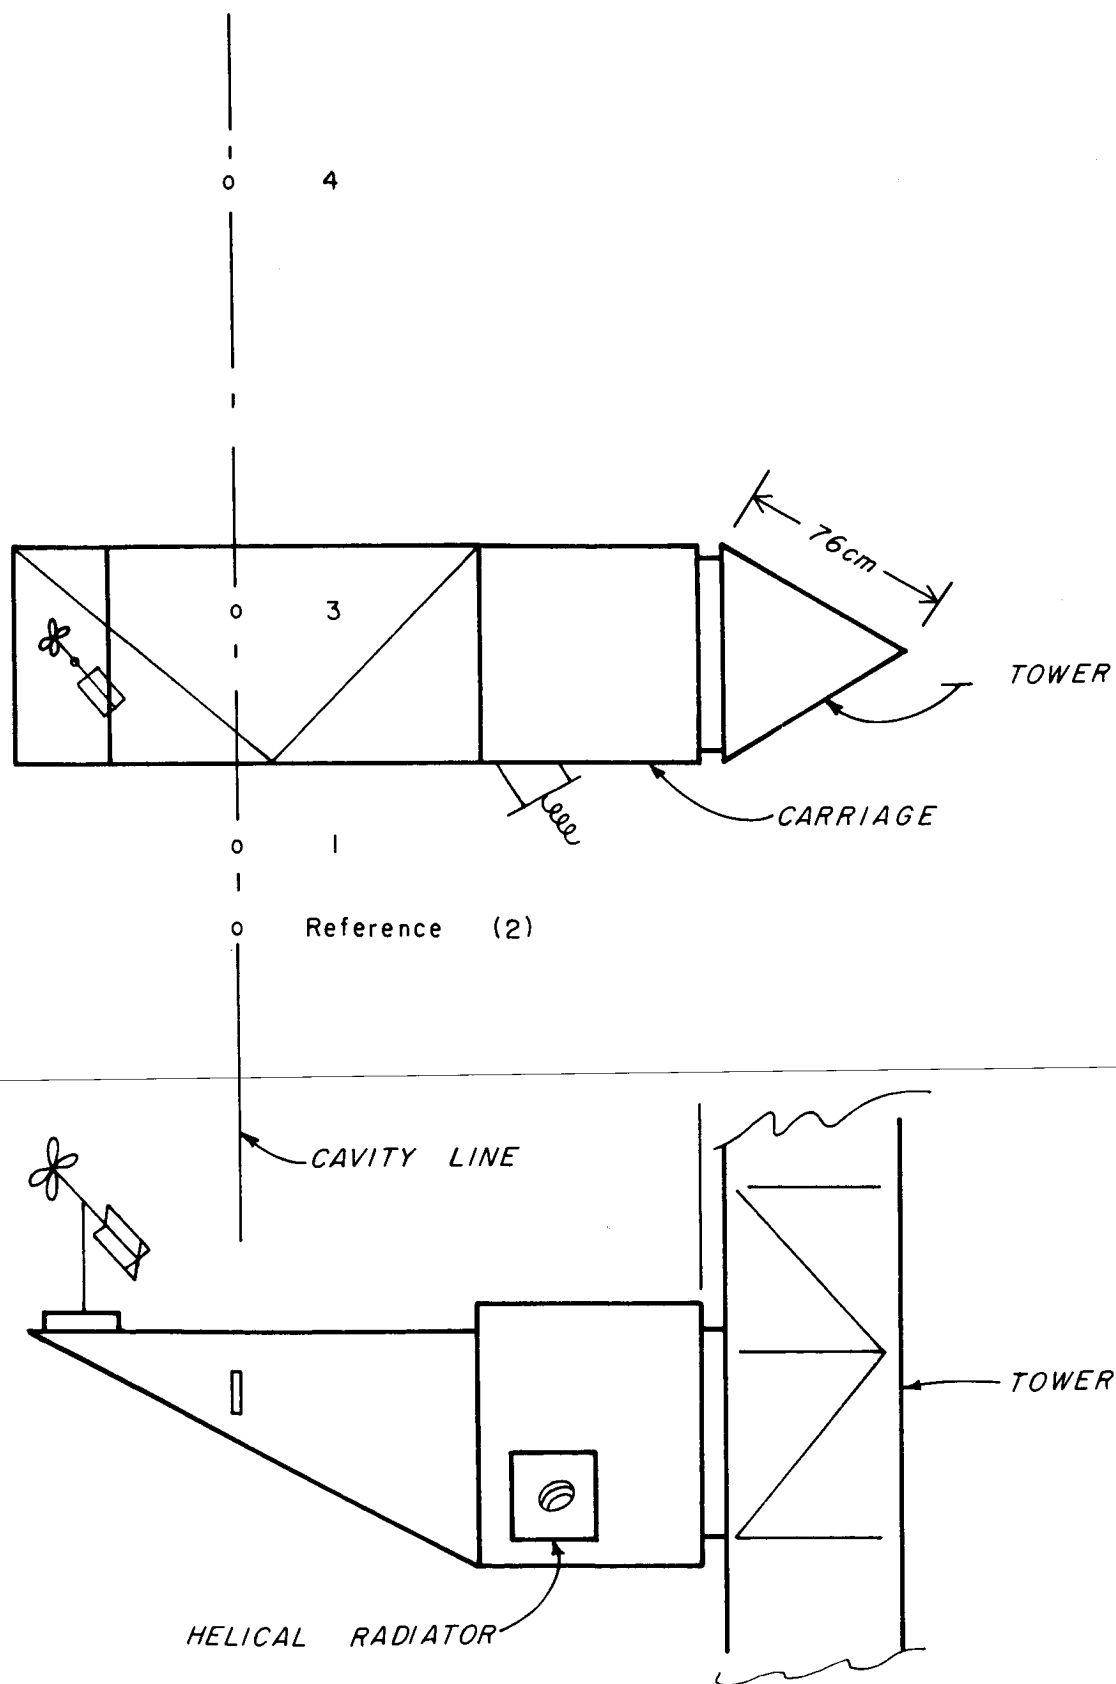 4
76cm
3
TOWER
CARRIAGE
1
Reference (2)
CAVITY LINE
TOWER
HELICAL RADIATOR